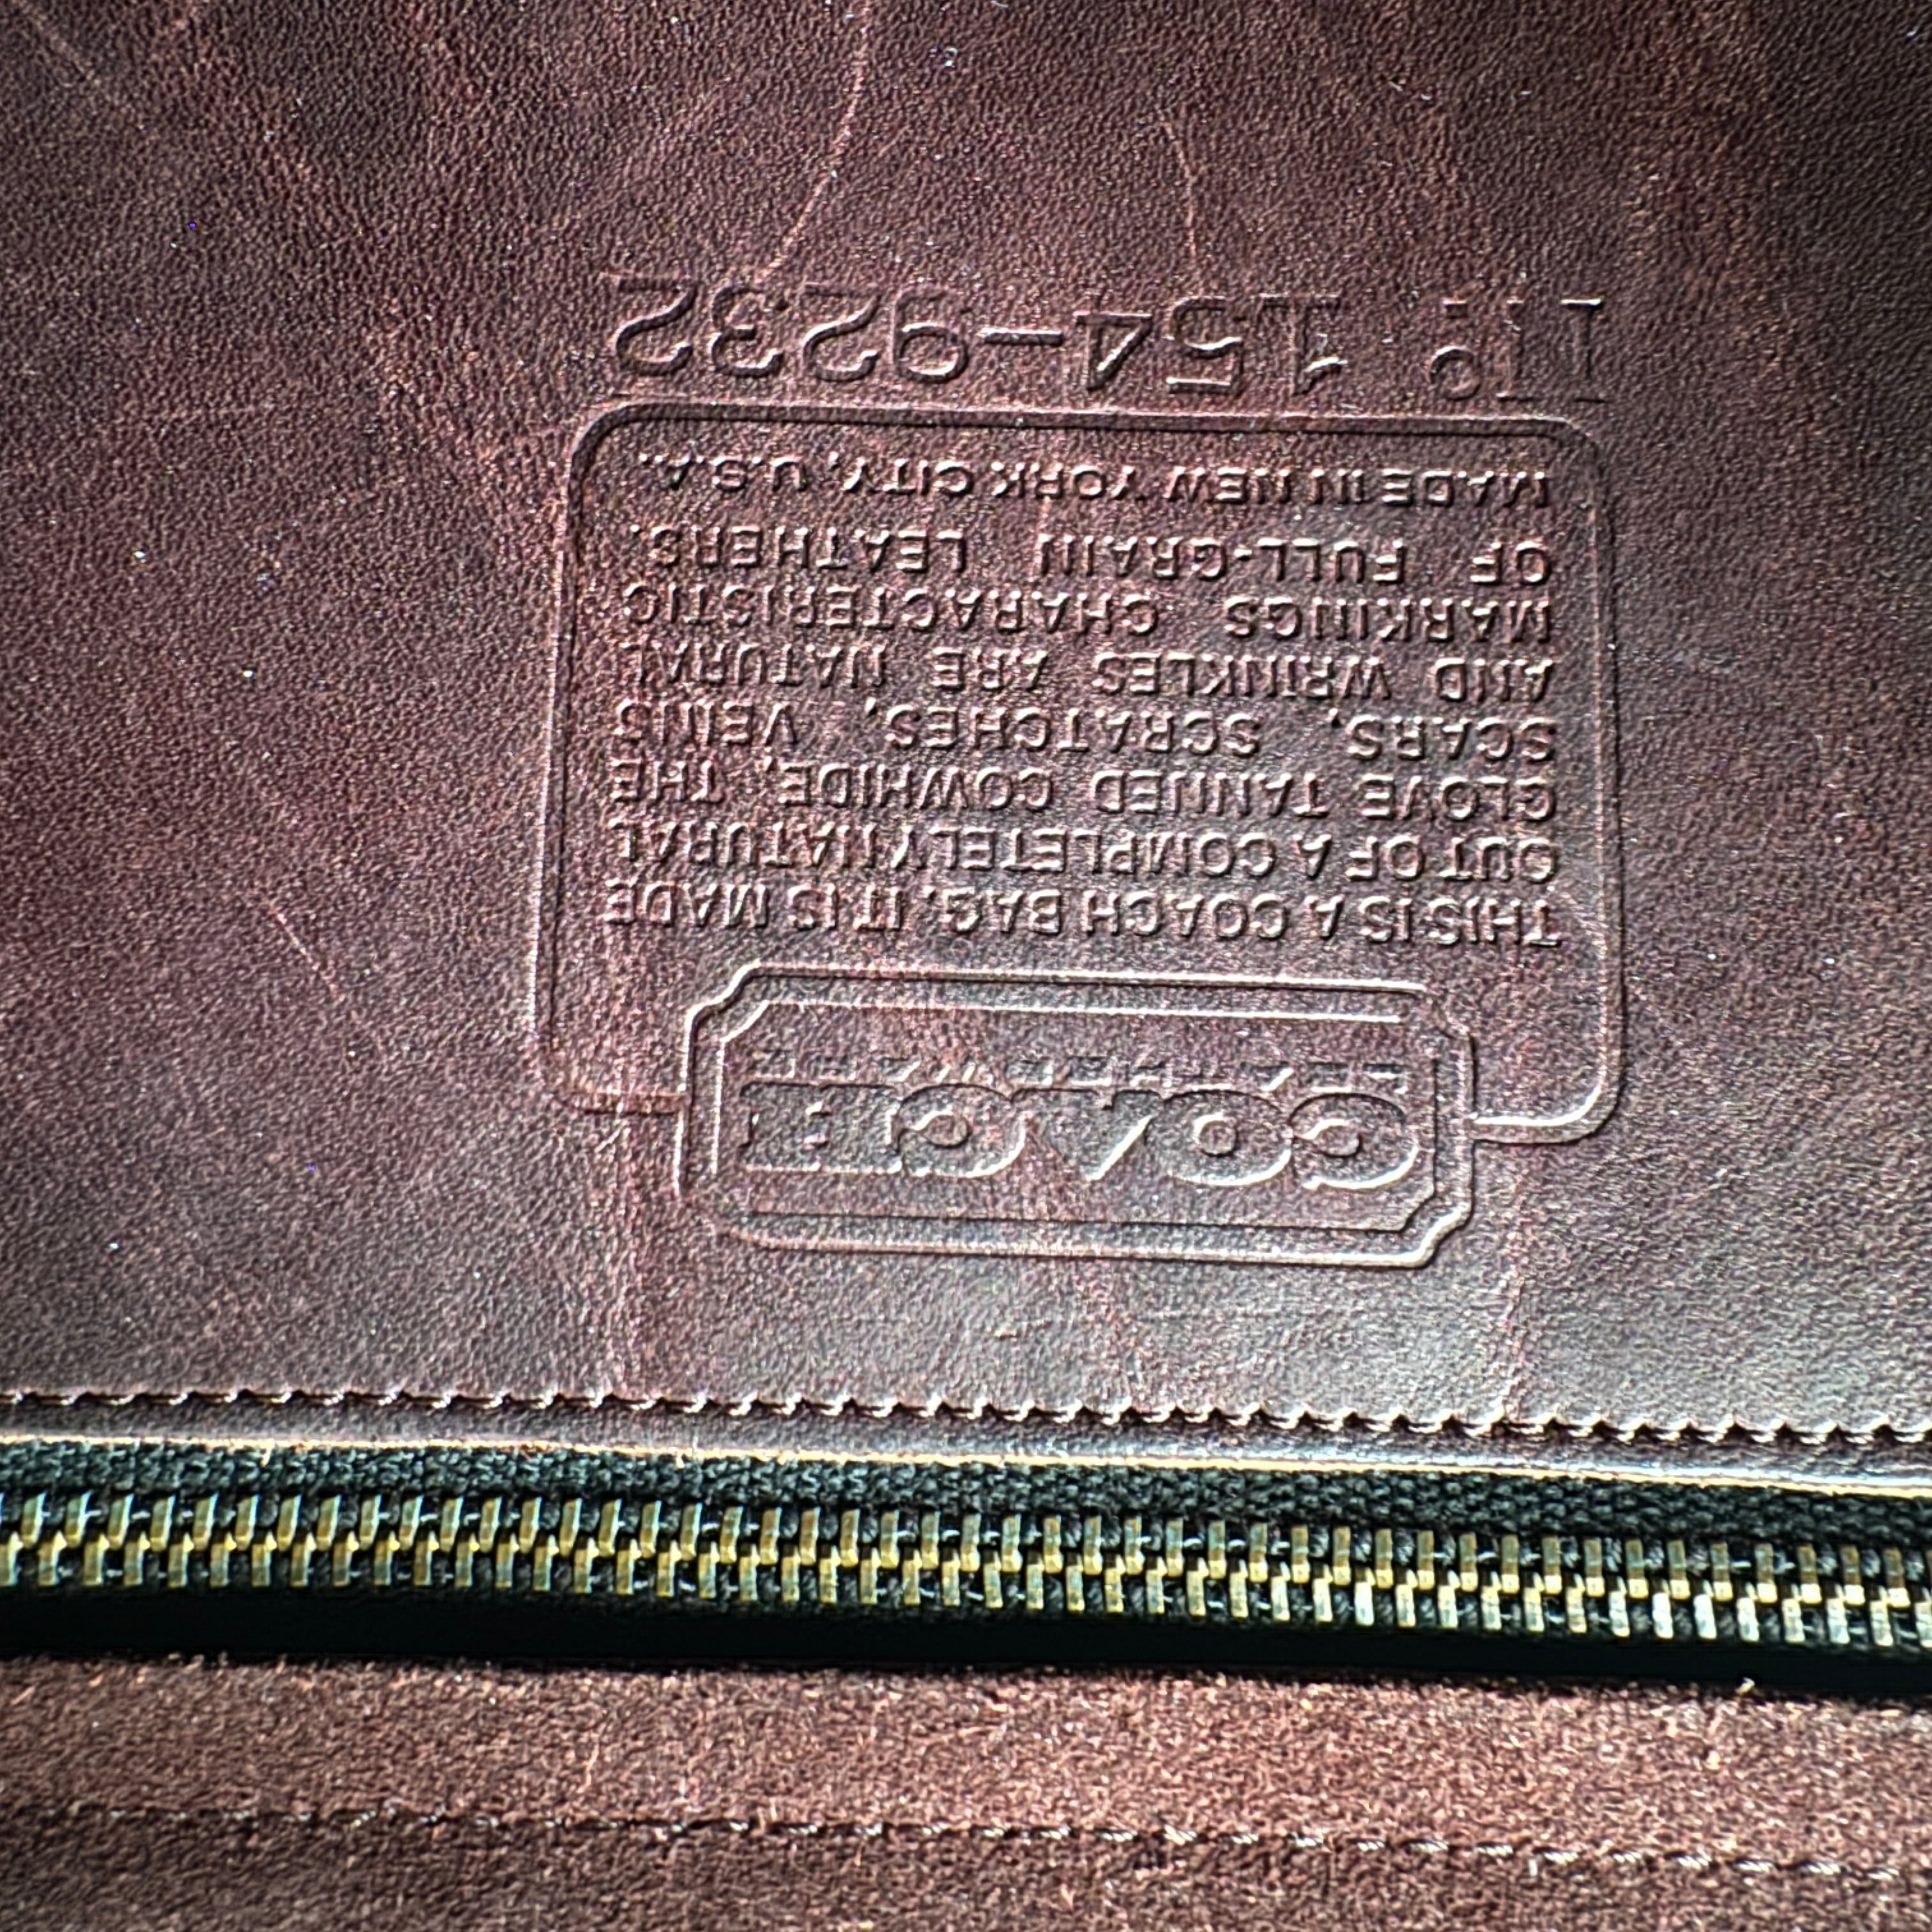 COACH
LEATHERWARE
THIS IS A COACH BAG. IT IS MADE
OUT OF A COMPLETELY NATURAL
GLOVE TANNED COWHIDE, THE
SCARS, SCRATCHES, VEINS
AND WRINKLES ARE NATURAL
MARKINGS CHARACTERISTIC
OF FULL-GRAIN LEATHERS.
MADE IN NEW YORK CITY, U.S.A.
No 154-9232